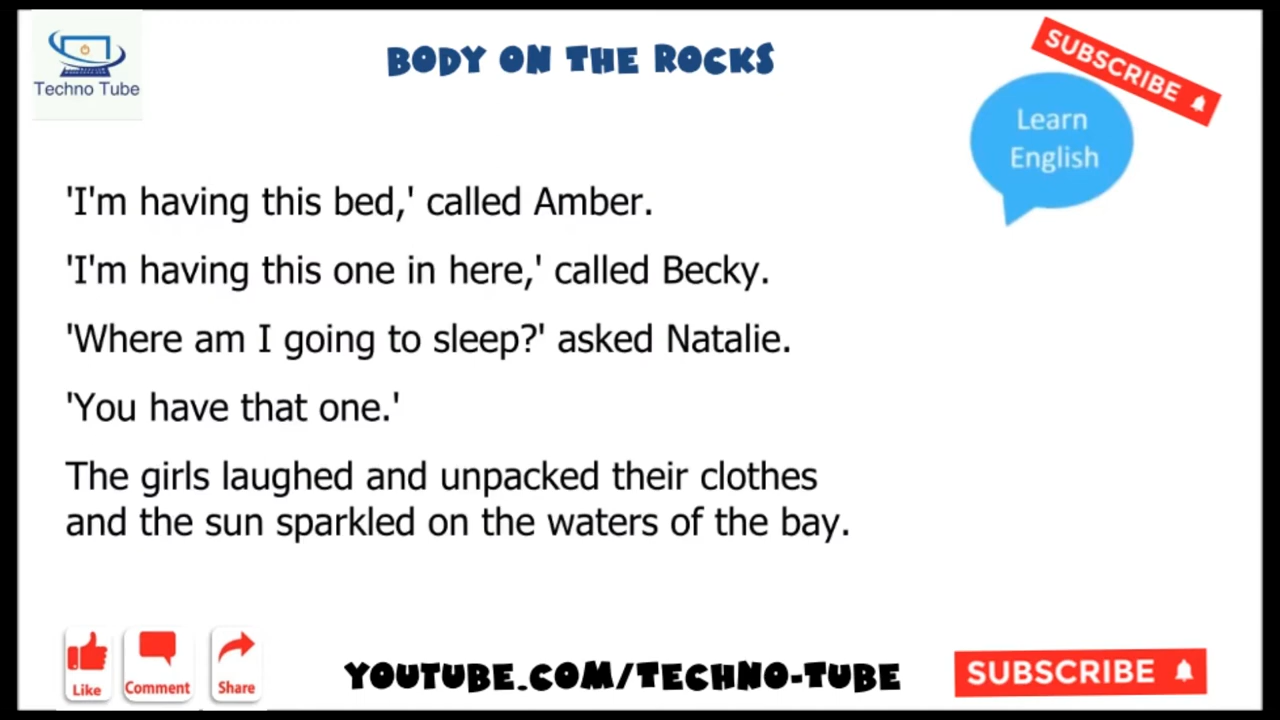 Techno Tube
BODY ON THE ROCKS
SUBSCRIBE
Learn
English
'I'm having this bed,' called Amber.
'I'm having this one in here,' called Becky.
'Where am I going to sleep?' asked Natalie.
'You have that one.'
The girls laughed and unpacked their clothes
and the sun sparkled on the waters of the bay.
Like
Comment
Share
YOUTUBE.COM/TECHNO-TUBE
SUBSCRIBE